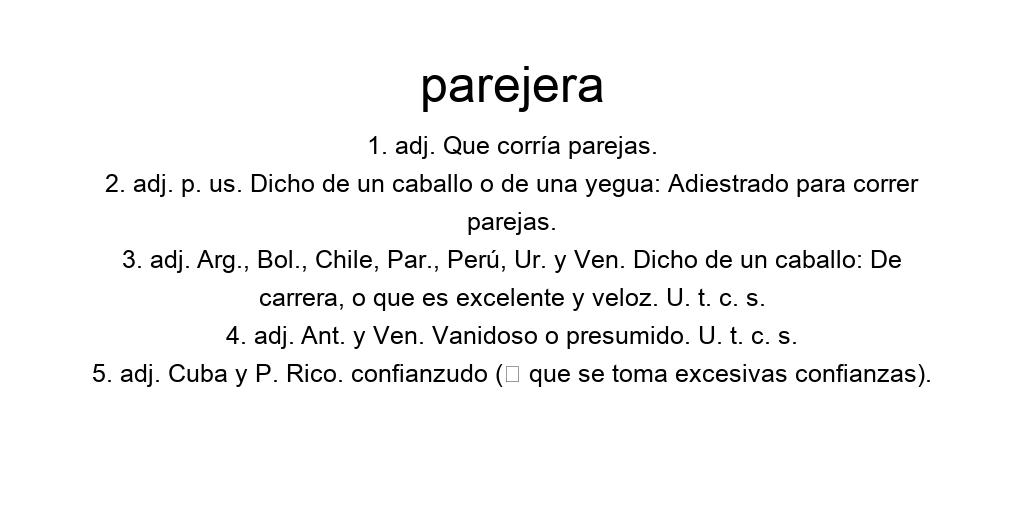 parejera
1. adj. Que corría parejas.
2. adj. p. us. Dicho de un caballo o de una yegua: Adiestrado para correr
parejas.
3. adj. Arg., Bol., Chile, Par., Perú, Ur. y Ven. Dicho de un caballo: De
carrera, o que es excelente y veloz. U. t. c. s.
4. adj. Ant. y Ven. Vanidoso o presumido. U. t. c. s.
5. adj. Cuba y P. Rico. confianzudo (▯ que se toma excesivas confianzas).